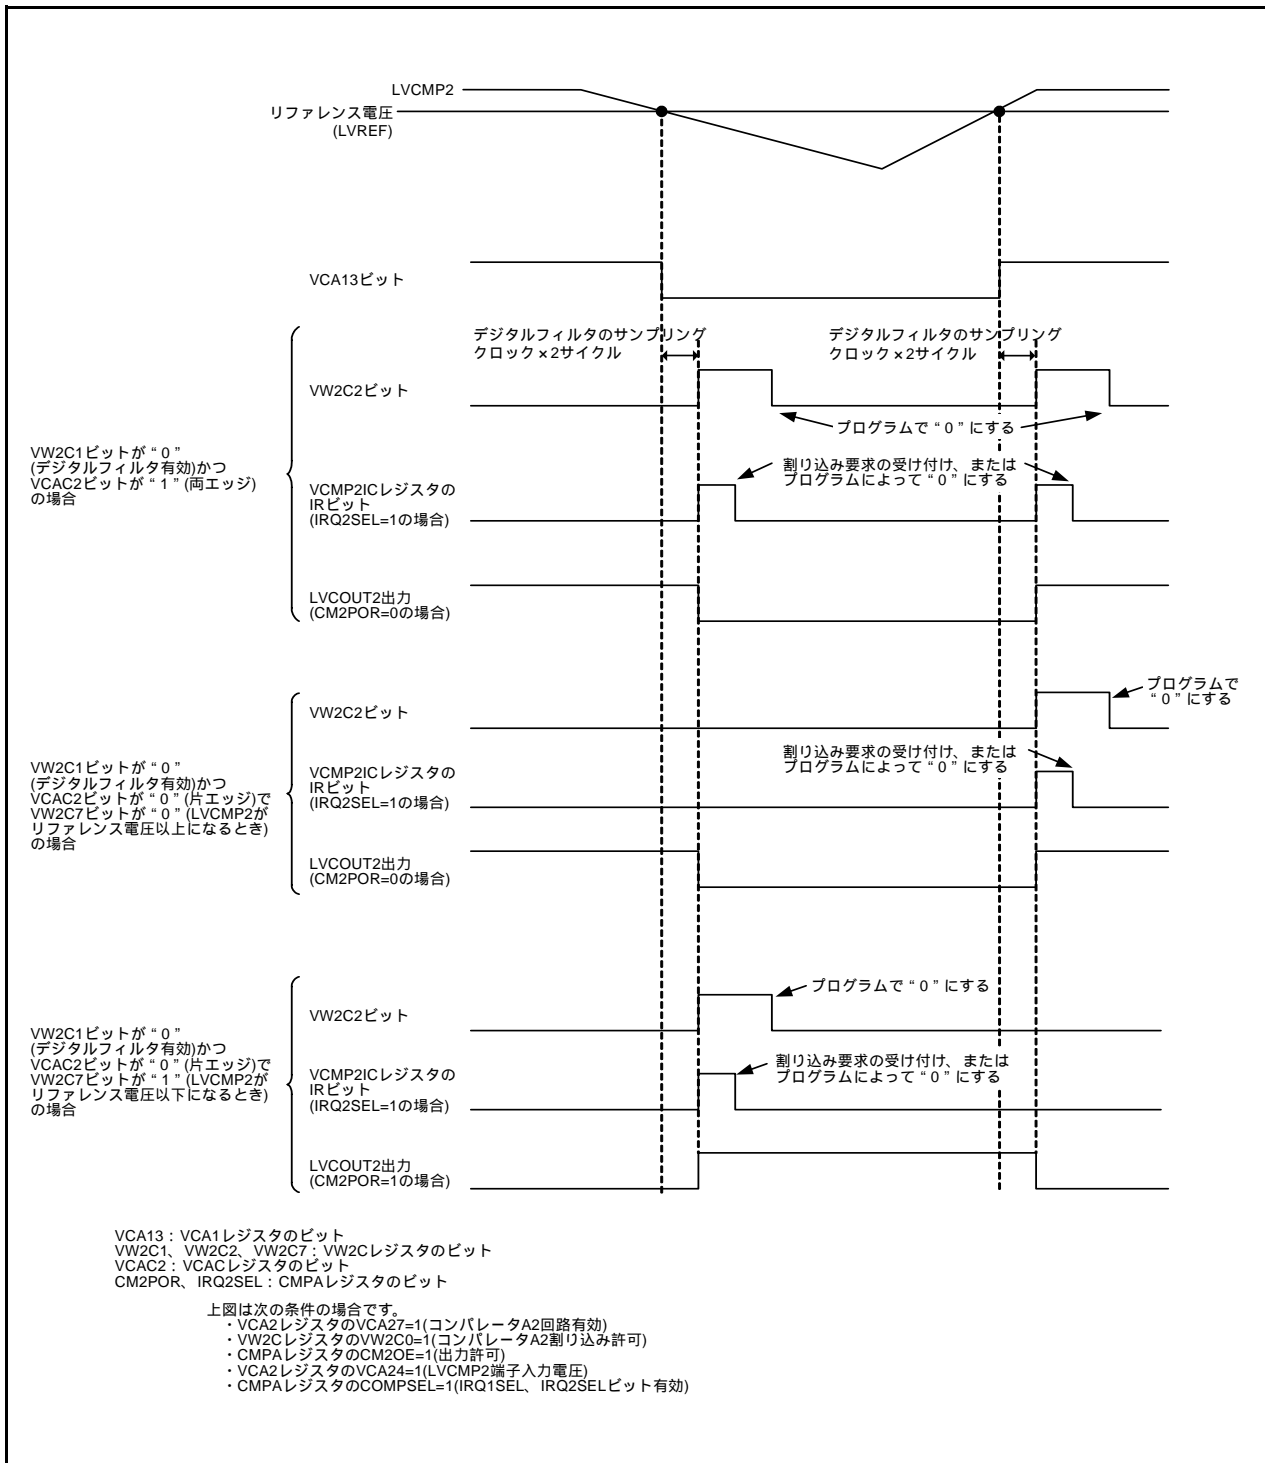 LVCMP2
リファレンス電圧
(LVREF)
VCA13ビット
デジタルフィルタのサンプリング
クロック×2サイクル
デジタルフィルタのサンプリング
クロック×2サイクル
VW2C2ビット
プログラムで“0”にする
VW2C1ビットが“0”
(デジタルフィルタ有効)かつ
VCAC2ビットが“1”(両エッジ)
の場合
VCMP2ICレジスタの
IRビット
(IRQ2SEL=1の場合)
割り込み要求の受け付け、または
プログラムによって“0”にする
LVCOUT2出力
(CM2POR=0の場合)
VW2C2ビット
プログラムで
“0”にする
VW2C1ビットが“0”
(デジタルフィルタ有効)かつ
VCAC2ビットが“0”(片エッジ)で
VW2C7ビットが“0”(LVCMP2が
リファレンス電圧以上になるとき)
の場合
VCMP2ICレジスタの
IRビット
(IRQ2SEL=1の場合)
割り込み要求の受け付け、または
プログラムによって“0”にする
LVCOUT2出力
(CM2POR=0の場合)
VW2C2ビット
プログラムで“0”にする
VW2C1ビットが“0”
(デジタルフィルタ有効)かつ
VCAC2ビットが“0”(片エッジ)で
VW2C7ビットが“1”(LVCMP2が
リファレンス電圧以下になるとき)
の場合
VCMP2ICレジスタの
IRビット
(IRQ2SEL=1の場合)
割り込み要求の受け付け、または
プログラムによって“0”にする
LVCOUT2出力
(CM2POR=1の場合)
VCA13：VCA1レジスタのビット
VW2C1、VW2C2、VW2C7：VW2Cレジスタのビット
VCAC2：VCACレジスタのビット
CM2POR、IRQ2SEL：CMPAレジスタのビット
上図は次の条件の場合です。
・VCA2レジスタのVCA27=1(コンパレータA2回路有効)
・VW2CレジスタのVW2C0=1(コンパレータA2割り込み許可)
・CMPAレジスタのCM2OE=1(出力許可)
・VCA2レジスタのVCA24=1(LVCMP2端子入力電圧)
・CMPAレジスタのCOMPSEL=1(IRQ1SEL、IRQ2SELビット有効)